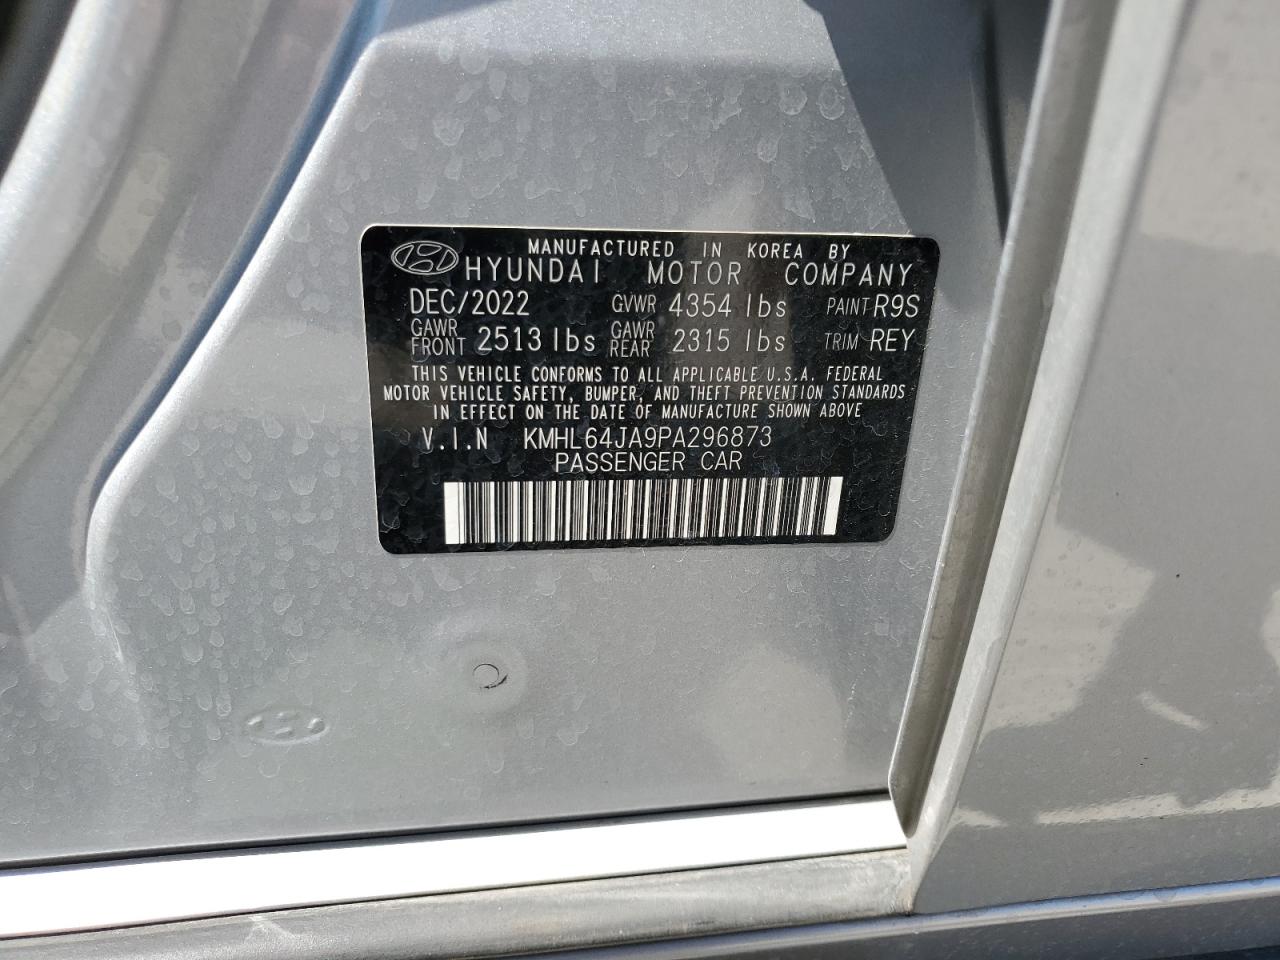 MANUFACTURED IN KOREA BY
HYUNDAI MOTOR COMPANY
DEC/2022 GVWR 4354 lbs PAINT R9S
GAWR FRONT 2513 lbs GAWR REAR 2315 lbs TRIM REY
THIS VEHICLE CONFORMS TO ALL APPLICABLE U.S.A. FEDERAL
MOTOR VEHICLE SAFETY, BUMPER, AND THEFT PREVENTION STANDARDS
IN EFFECT ON THE DATE OF MANUFACTURE SHOWN ABOVE
V.I.N KMHL64JA9PA296873
PASSENGER CAR